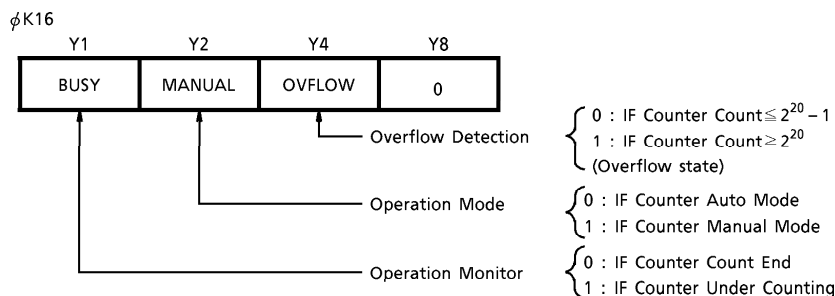 φK16
Y1 Y2 Y4 Y8
BUSY MANUAL OVFLOW 0
Overflow Detection
0 : IF Counter Count≦2²⁰ – 1
1 : IF Counter Count≧2²⁰
(Overflow state)
Operation Mode
0 : IF Counter Auto Mode
1 : IF Counter Manual Mode
Operation Monitor
0 : IF Counter Count End
1 : IF Counter Under Counting